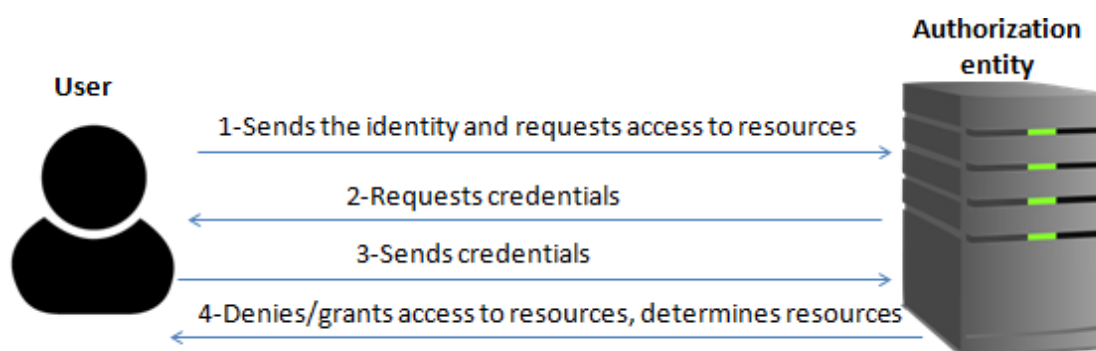 Authorization
entity
User
1-Sends the identity and requests access to resources
2-Requests credentials
3-Sends credentials
4-Denies/grants access to resources, determines resources